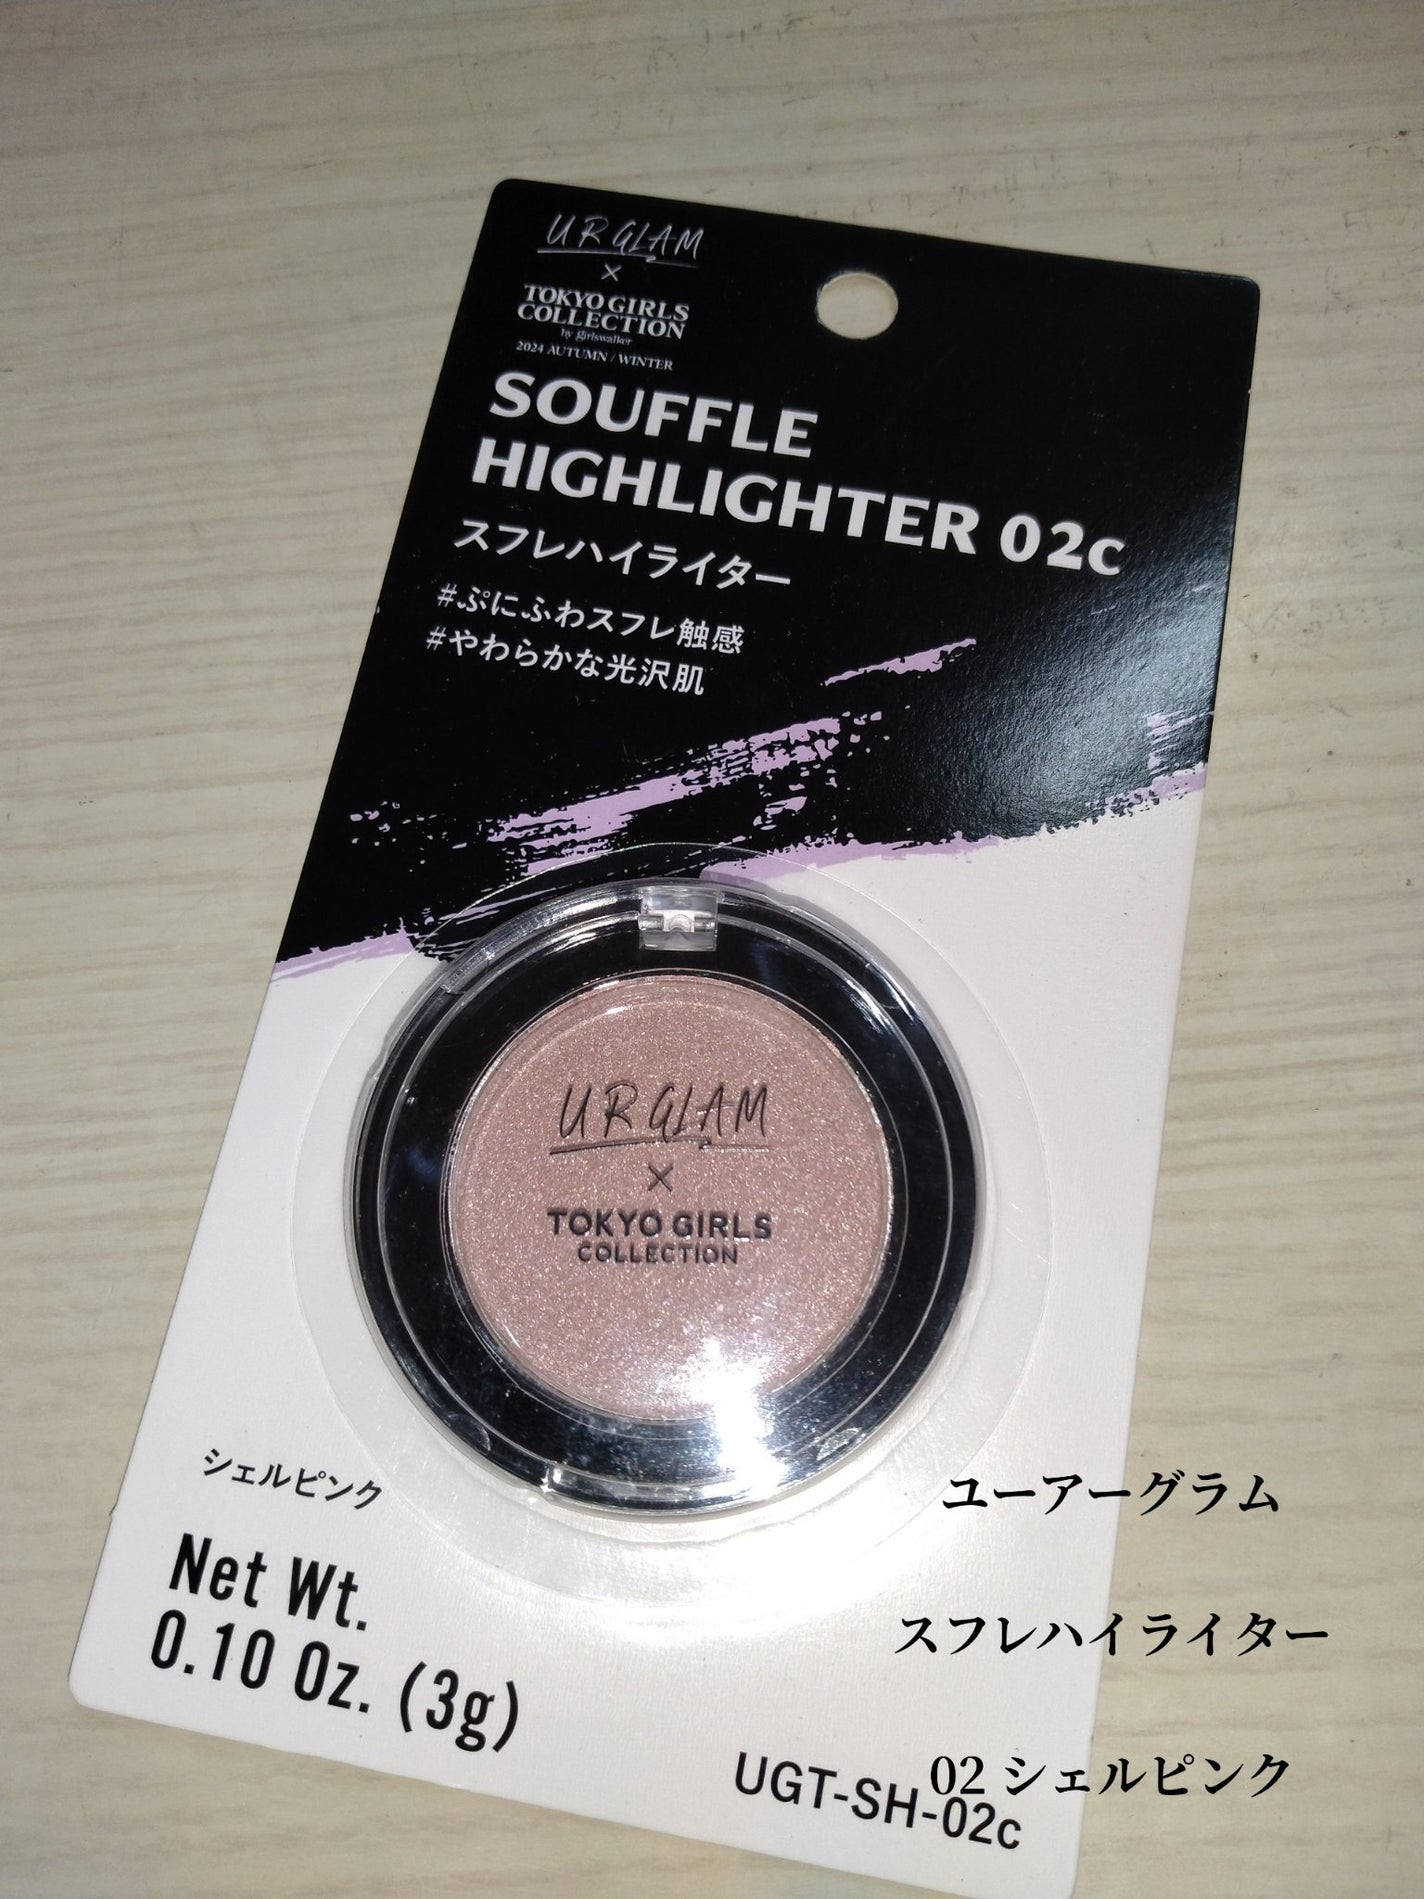 UR GLAM
×
TOKYO GIRLS
COLLECTION
by girlswalker
2024 AUTUMN / WINTER
SOUFFLE
HIGHLIGHTER 02c
スフレハイライター
#ぷにふわスフレ触感
#やわらかな光沢肌
UR GLAM
×
TOKYO GIRLS
COLLECTION
シェルピンク
Net Wt.
0.10 Oz. (3g)
UGT-SH-02c
ユーアーグラム
スフレハイライター
02 シェルピンク